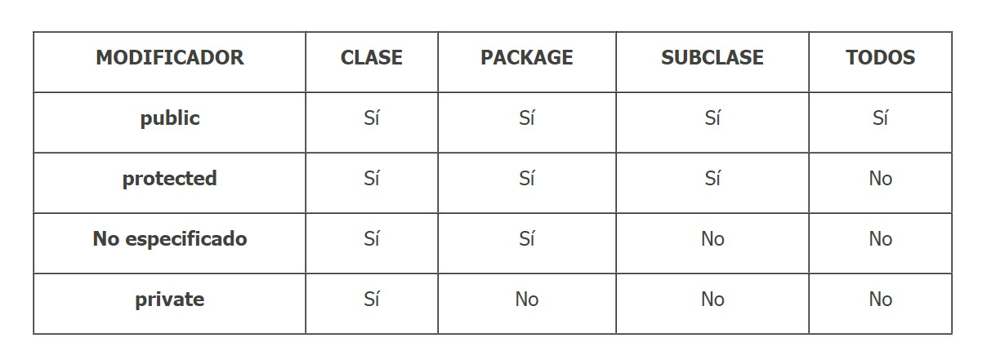 MODIFICADOR CLASE PACKAGE SUBCLASE TODOS
public Sí Sí Sí Sí
protected Sí Sí Sí No
No especificado Sí Sí No No
private Sí No No No